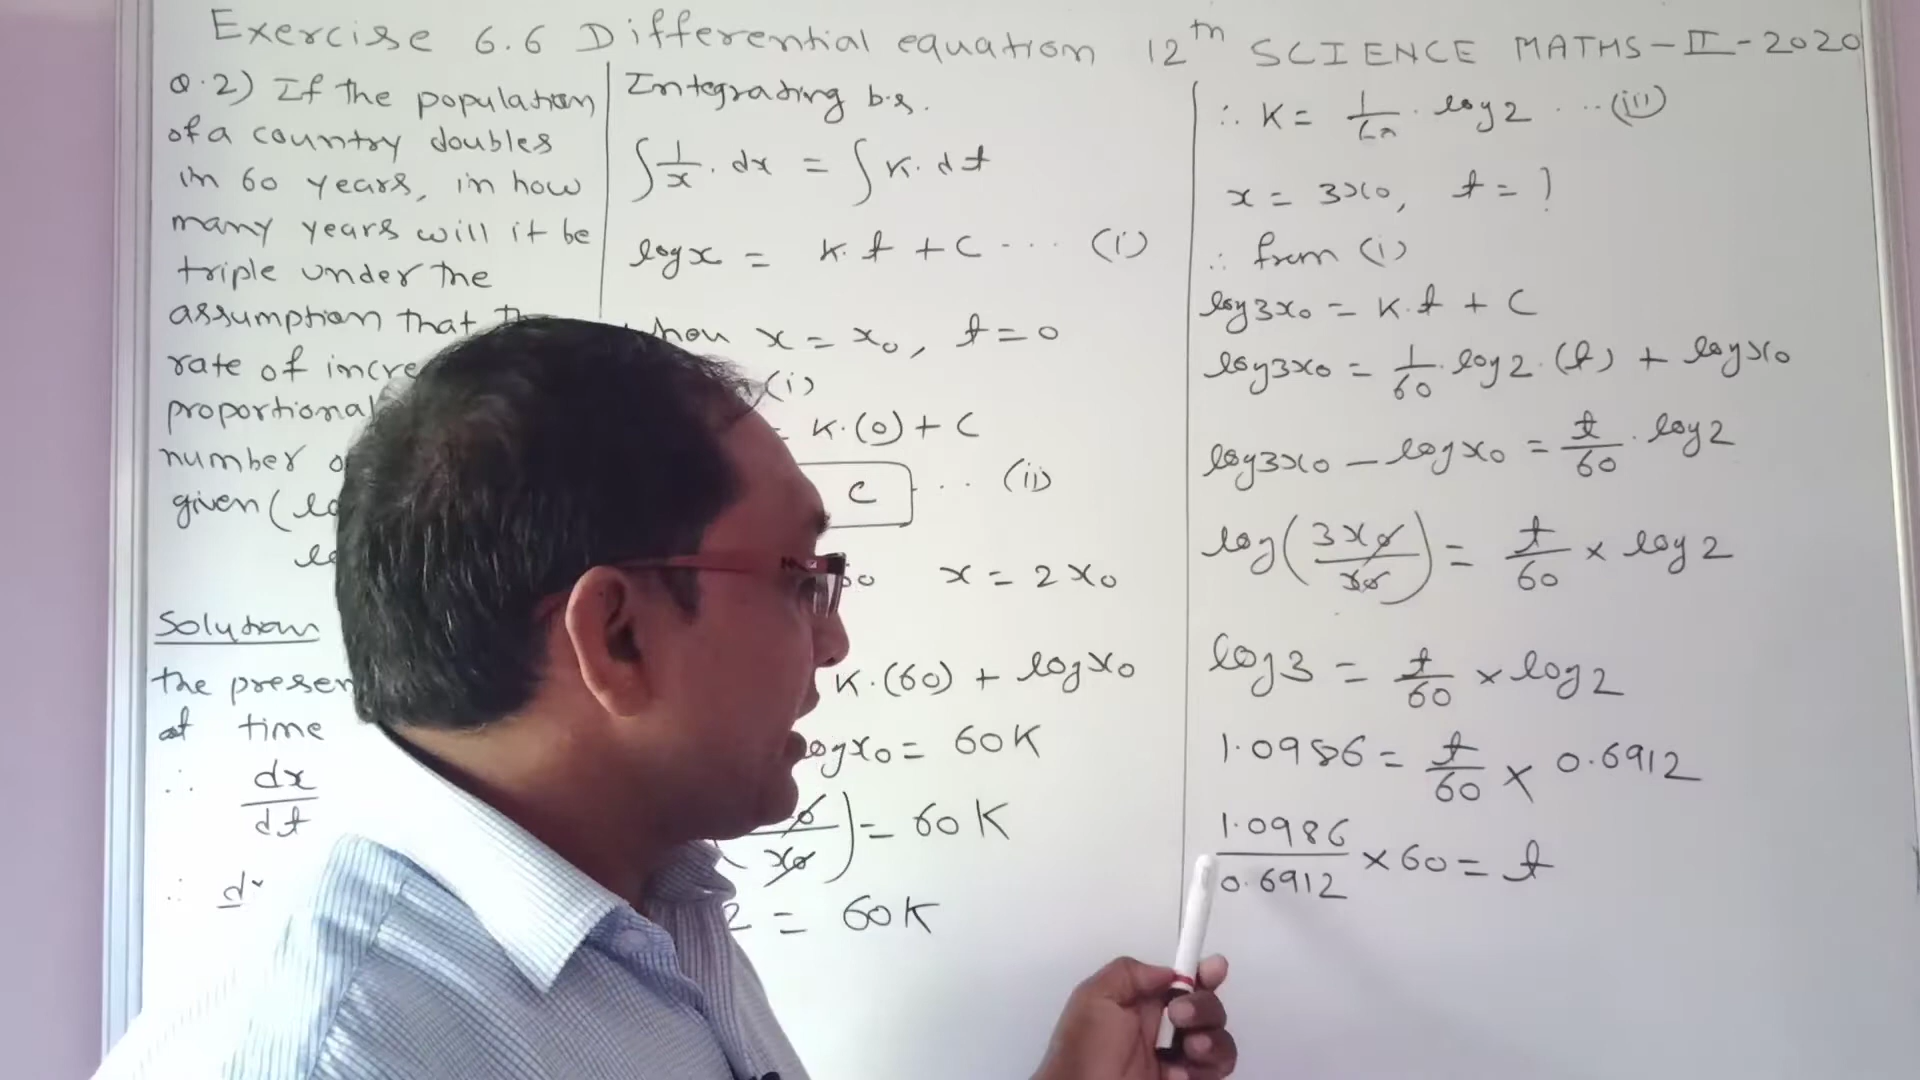 Exercise 6.6 Differential equation 12th SCIENCE MATHS-II-2020
Q.2) If the population
of a country doubles
in 60 years, in how
many years will it be
triple under the
assumption that
rate of incre
proportional
number
given (
Solution
the presen
at time
∴ dx/dt
∴
Integrating b.s.
∫ 1/x . dx = ∫ K. dt
log x = K. t + C ... (i)
x = x₀, t = 0
(i)
K.(0) + C
C ... (ii)
x = 2x₀
K.(60) + log x₀
log x₀ = 60K
= 60K
2 = 60K
∴ K = 1/60 . log 2 ... (iii)
x = 3x₀, t = ?
∴ from (i)
log 3x₀ = K.t + C
log 3x₀ = 1/60 . log 2 . (t) + log x₀
log 3x₀ - log x₀ = t/60 . log 2
log (3x₀/x₀) = t/60 × log 2
log 3 = t/60 × log 2
1.0986 = t/60 × 0.6912
1.0986/0.6912 × 60 = t